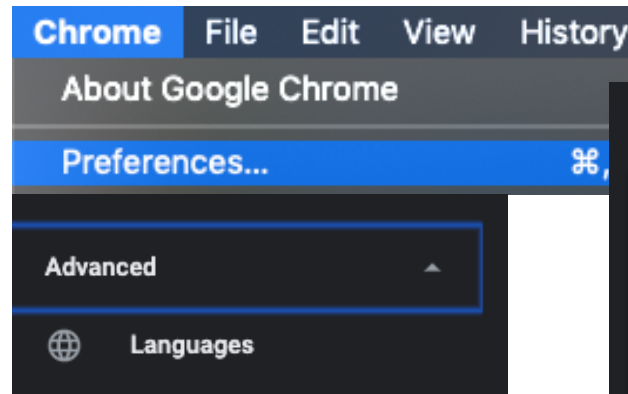 Chrome File Edit View History
About Google Chrome
Preferences... ⌘,
Advanced
Languages